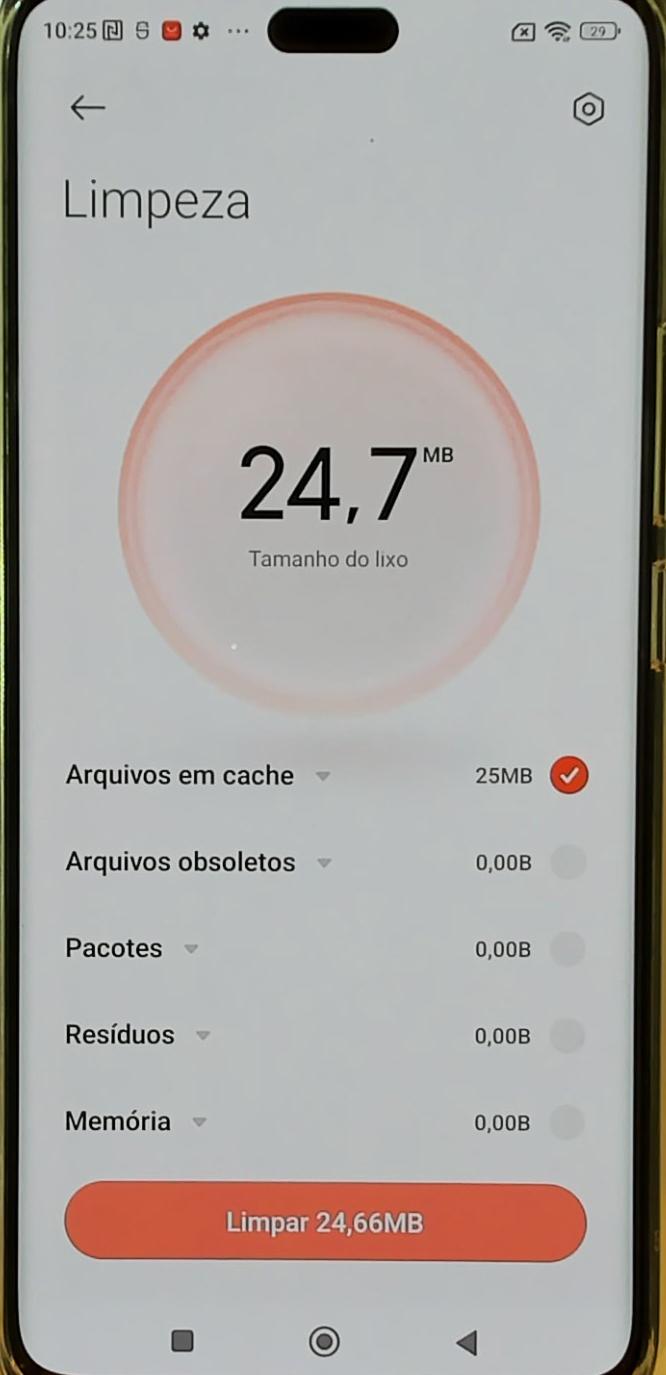 10:25
29
Limpeza
24,7 MB
Tamanho do lixo
Arquivos em cache 25MB
Arquivos obsoletos 0,00B
Pacotes 0,00B
Resíduos 0,00B
Memória 0,00B
Limpar 24,66MB